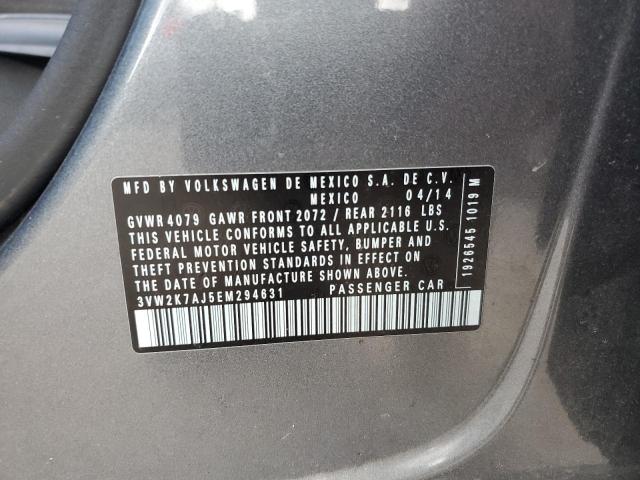 MFD BY VOLKSWAGEN DE MEXICO S.A. DE C.V.
MEXICO 04/14
GVWR 4079 GAWR FRONT 2072 / REAR 2116 LBS
THIS VEHICLE CONFORMS TO ALL APPLICABLE U.S.
FEDERAL MOTOR VEHICLE SAFETY, BUMPER AND
THEFT PREVENTION STANDARDS IN EFFECT ON
THE DATE OF MANUFACTURE SHOWN ABOVE.
3VW2K7AJ5EM294631 PASSENGER CAR
1926545 1019 M